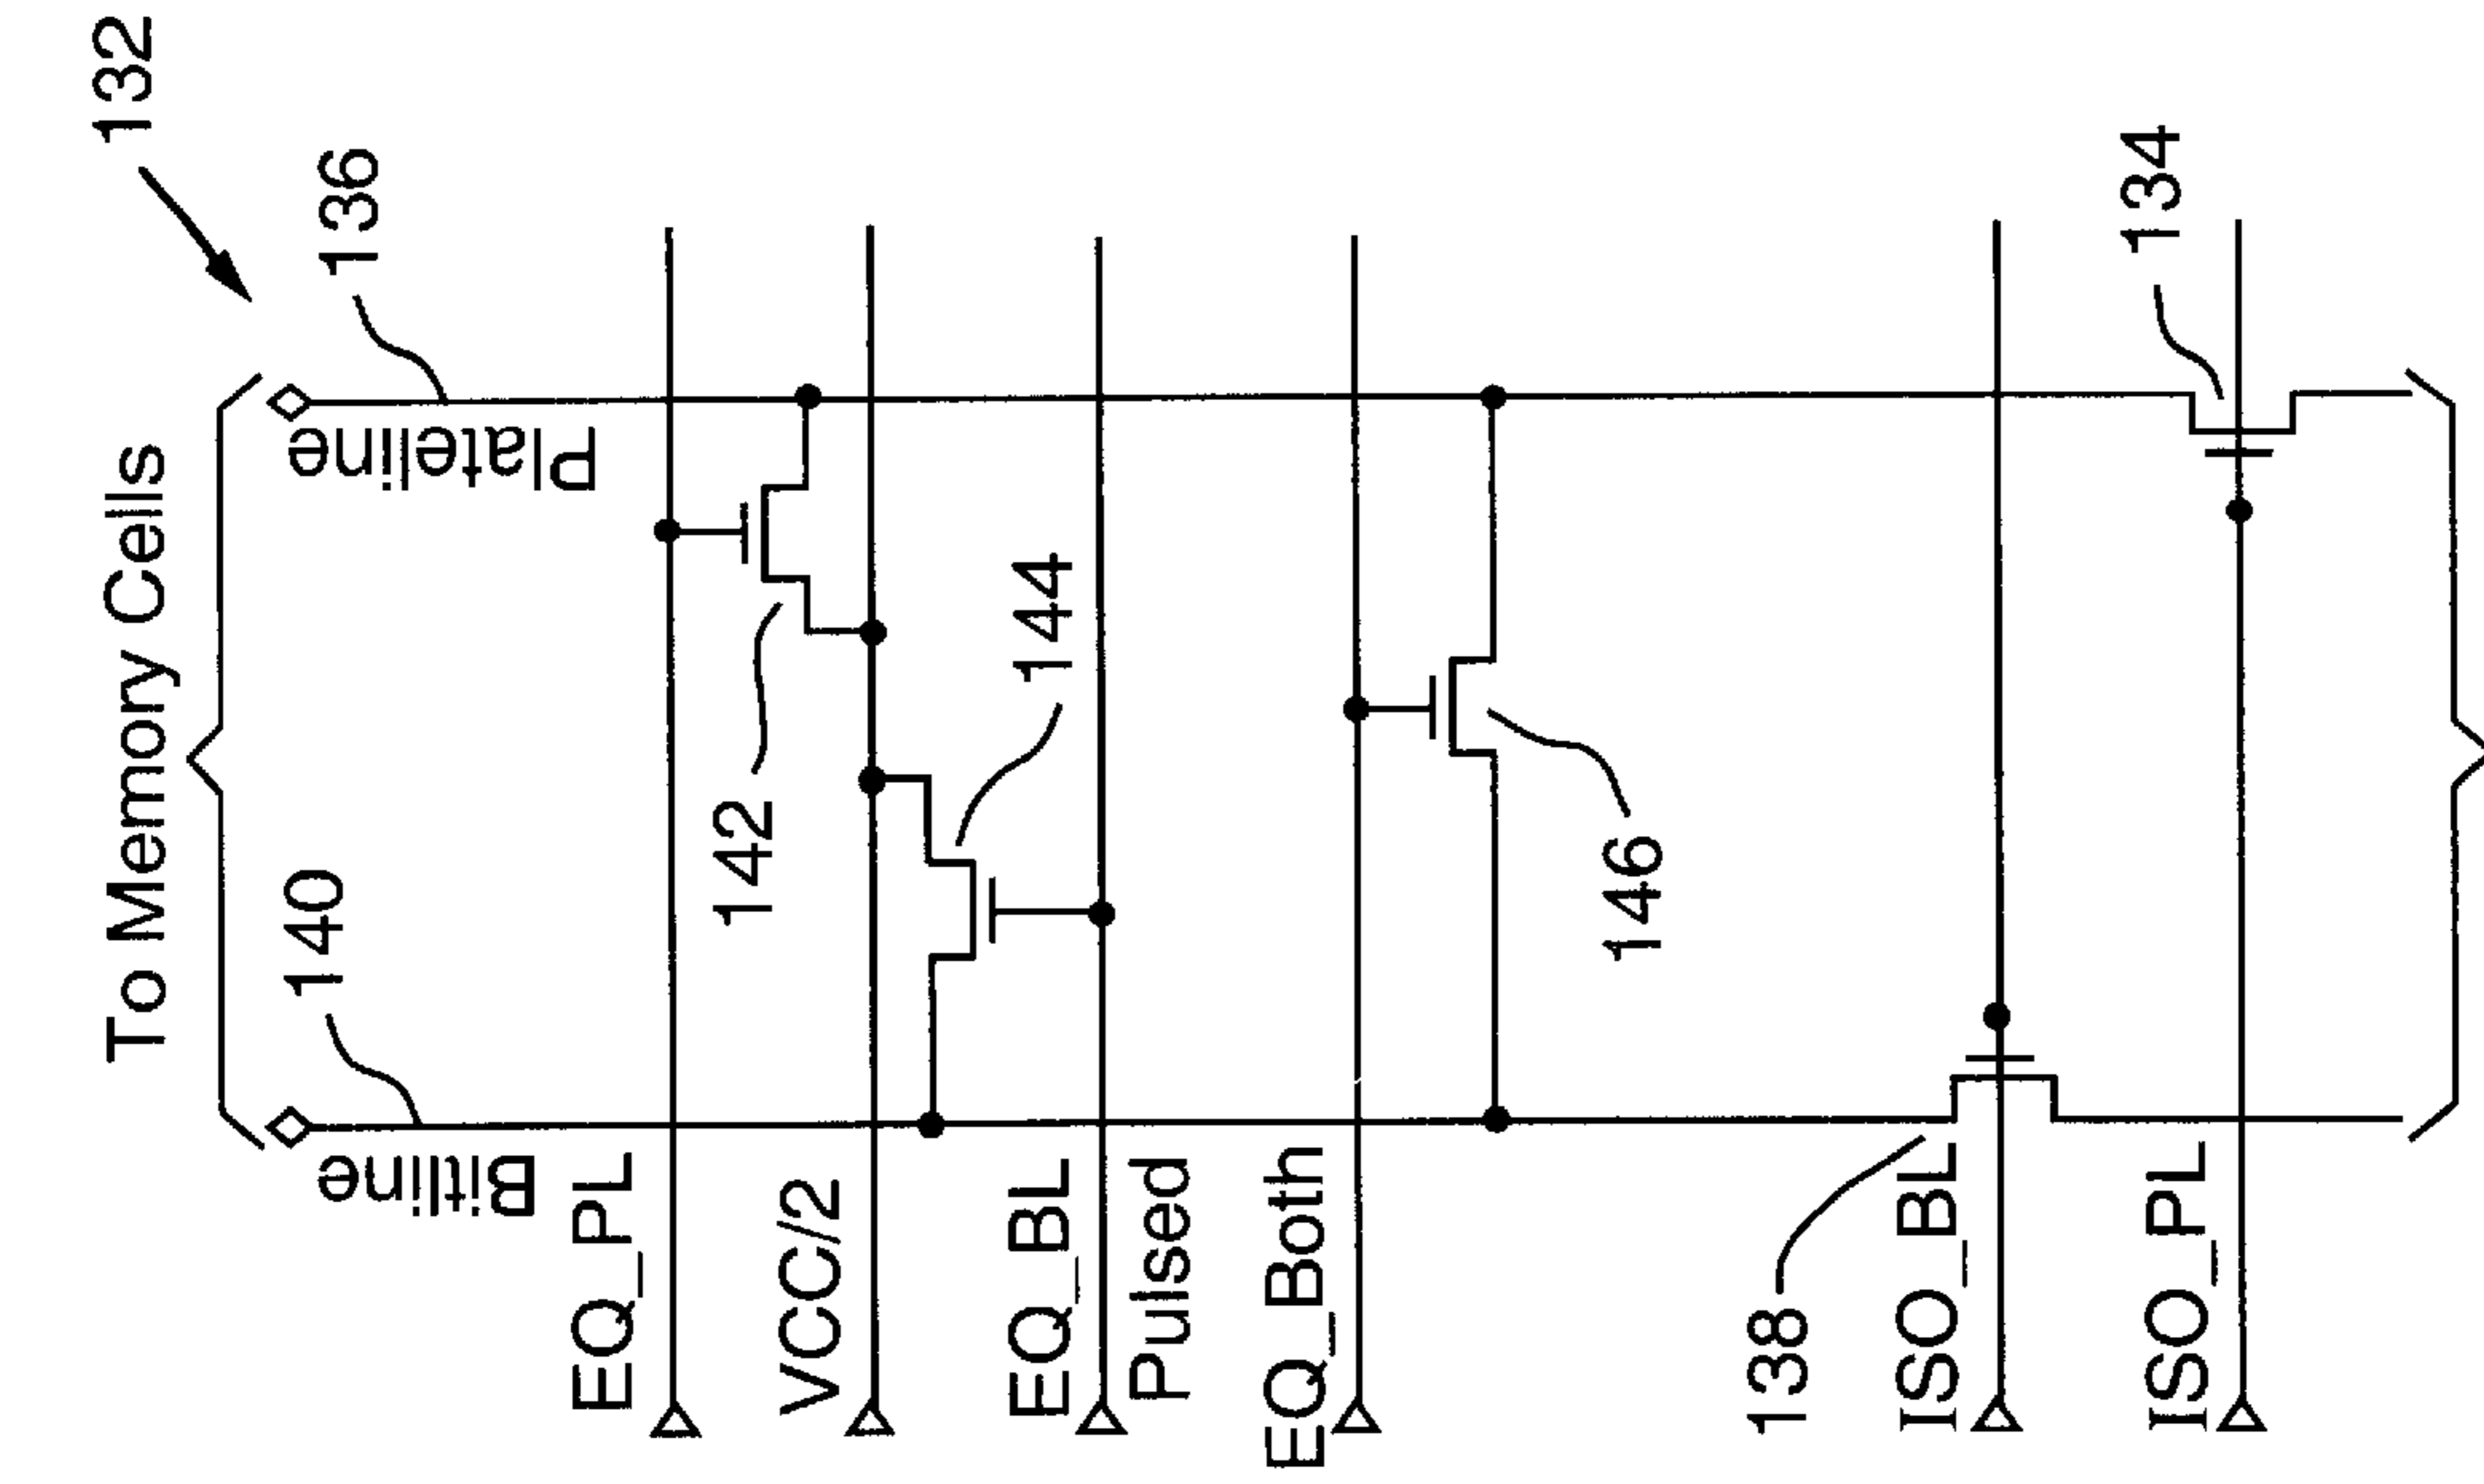 132
136
To Memory Cells
Plateline
140
Bitline
142
144
EQ_PL
VCC/2
EQ_BL
Pulsed
EQ_Both
146
134
138
ISO_BL
ISO_PL